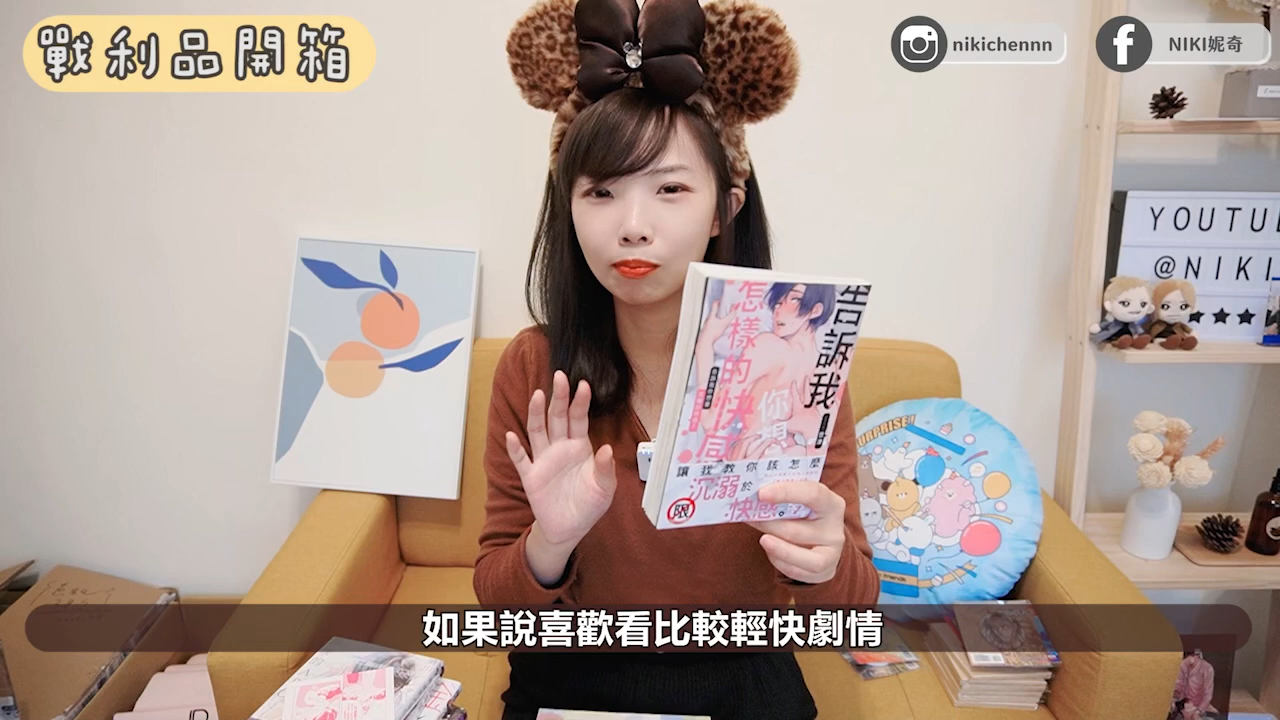 戰利品開箱
nikichennn
NIKI妮奇
YOUTU
@NIKI
SURPRISE!
告訴我
怎樣的快感
讓我教你該怎麼
沉溺於
快感。
限
如果說喜歡看比較輕快劇情